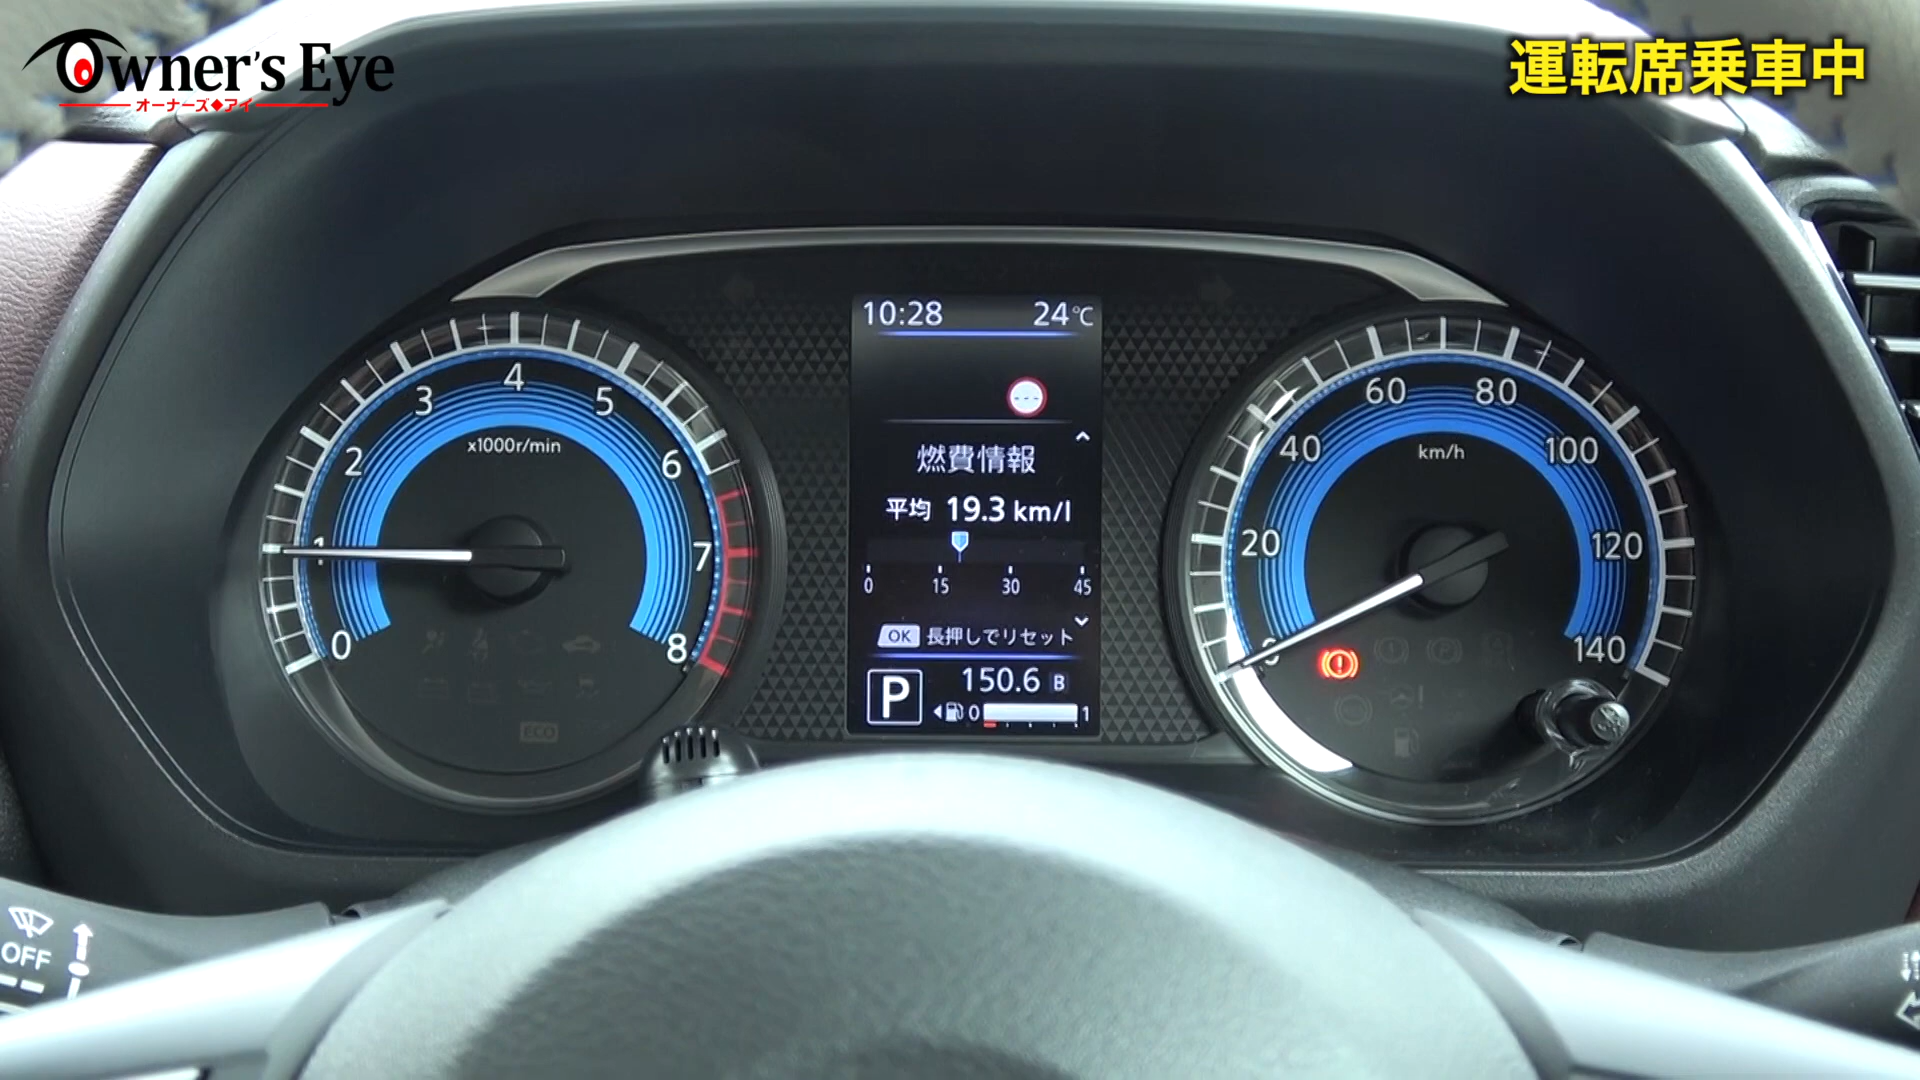 Owner's Eye
オーナーズ◆アイ
運転席乗車中
10:28 24℃
---
燃費情報
平均 19.3 km/l
0 15 30 45
OK 長押しでリセット
P
150.6 B
0 1
0 1 2 3 4 5 6 7 8
x1000r/min
ECO
0 20 40 60 80 100 120 140
km/h
OFF